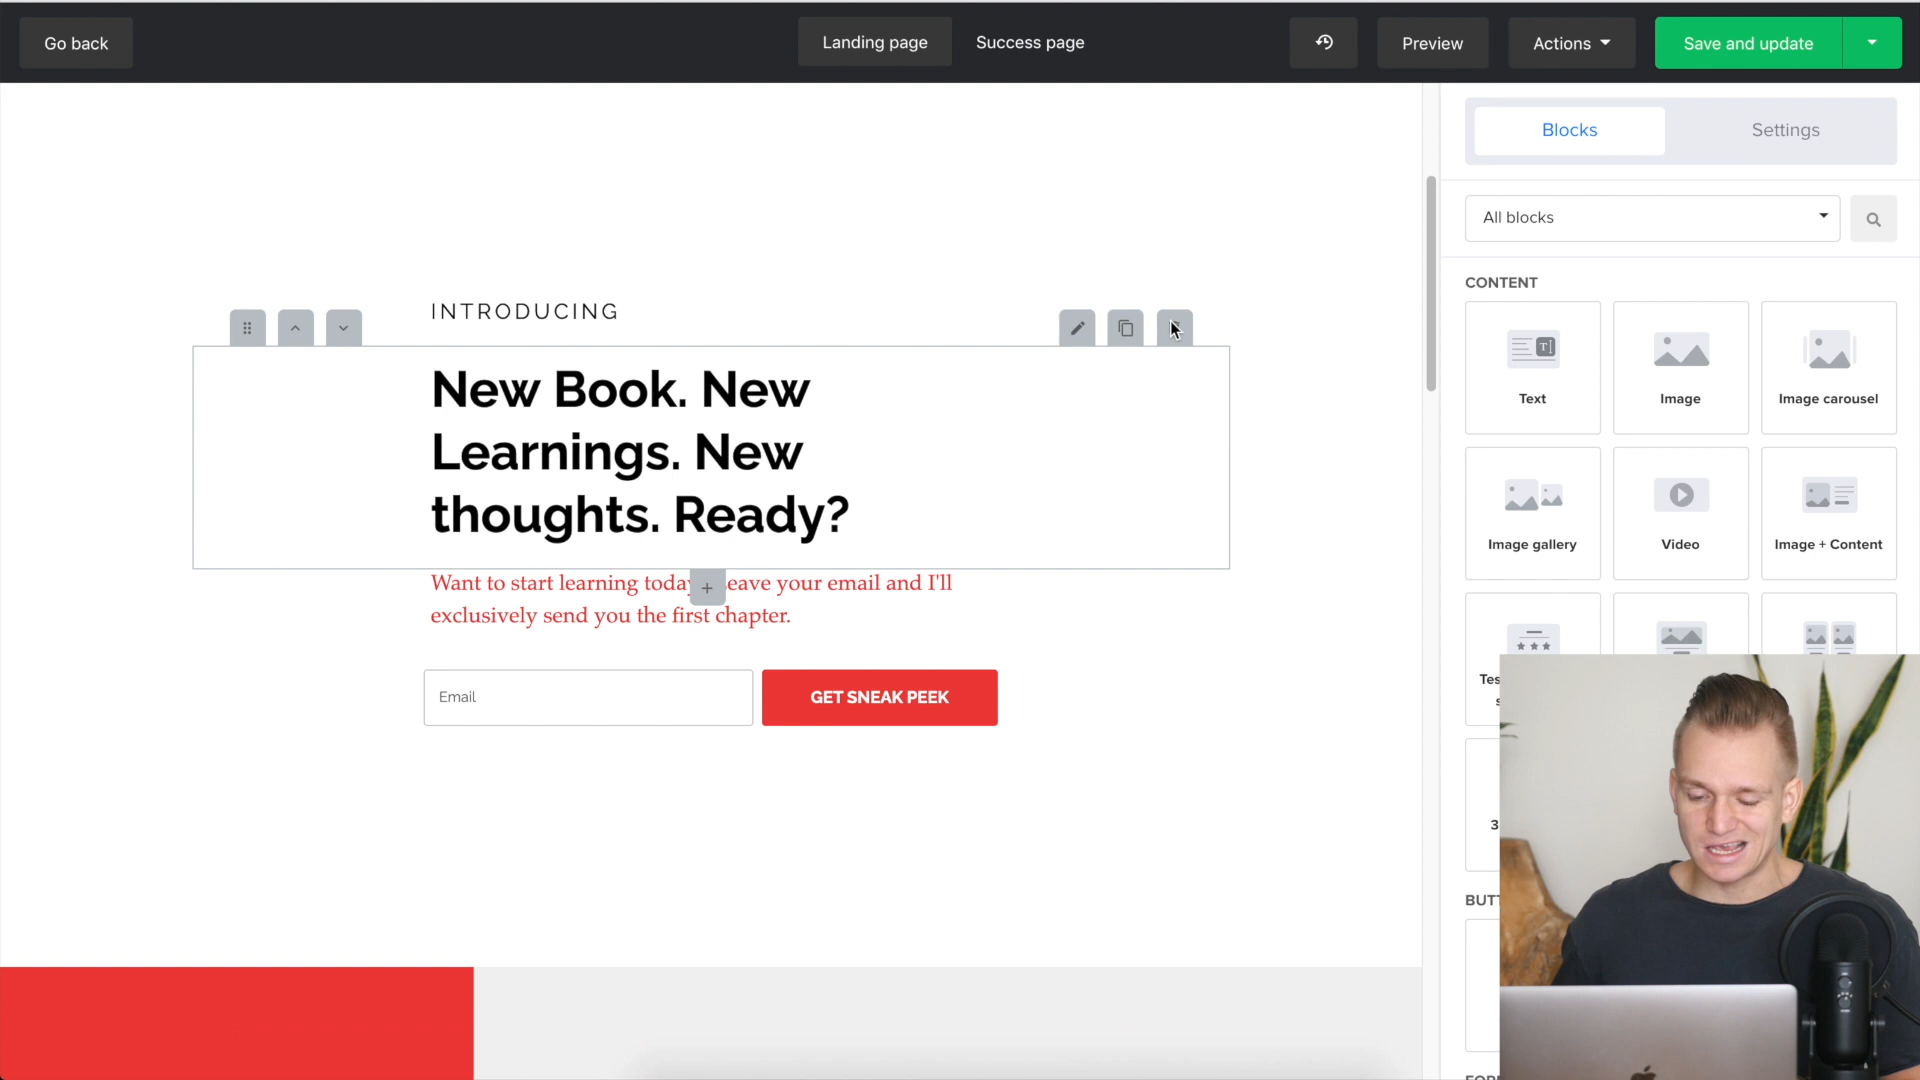 Go back
Landing page
Success page
Preview
Actions
Save and update
Blocks
Settings
All blocks
CONTENT
Text
Image
Image carousel
Image gallery
Video
Image + Content
INTRODUCING
New Book. New
Learnings. New
thoughts. Ready?
Want to start learning today
eave your email and I'll
exclusively send you the first chapter.
Email
GET SNEAK PEEK
Tes
s
3
BUTT